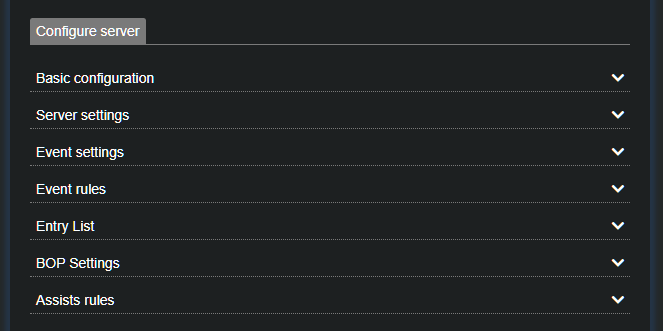 Configure server
Basic configuration
Server settings
Event settings
Event rules
Entry List
BOP Settings
Assists rules